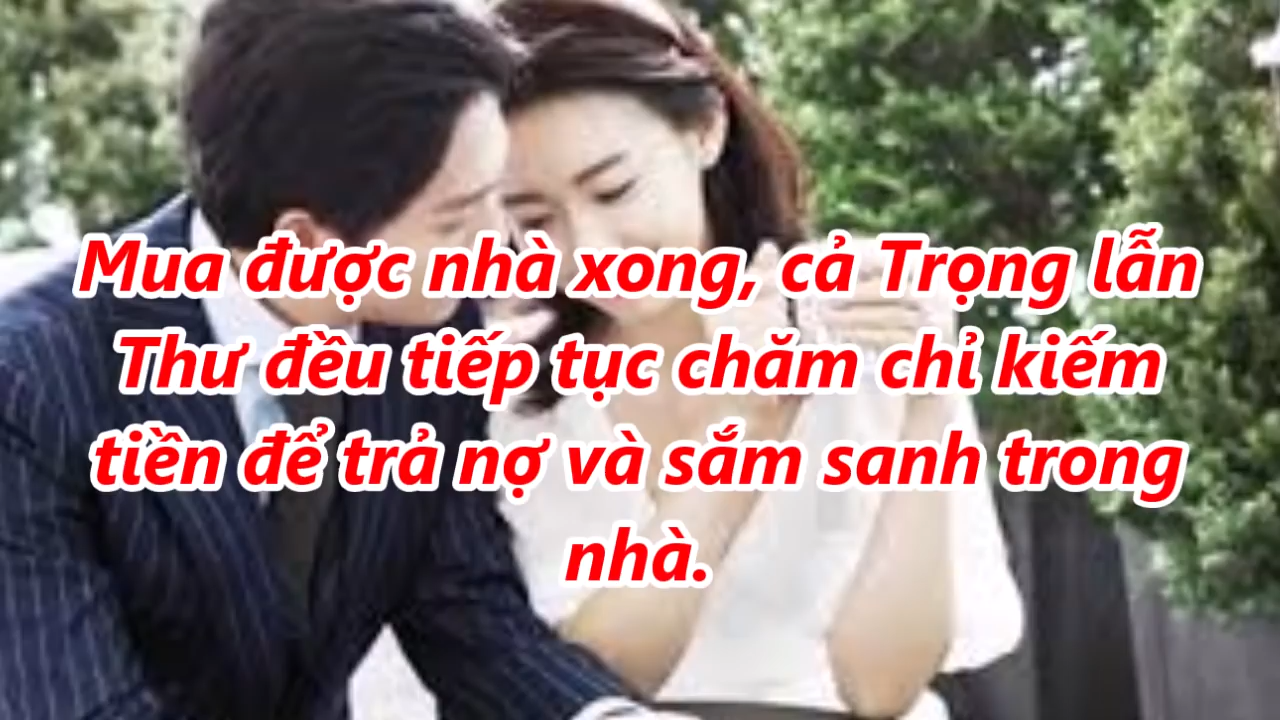 Mua được nhà xong, cả Trọng lẫn
Thư đều tiếp tục chăm chỉ kiếm
tiền để trả nợ và sắm sanh trong
nhà.